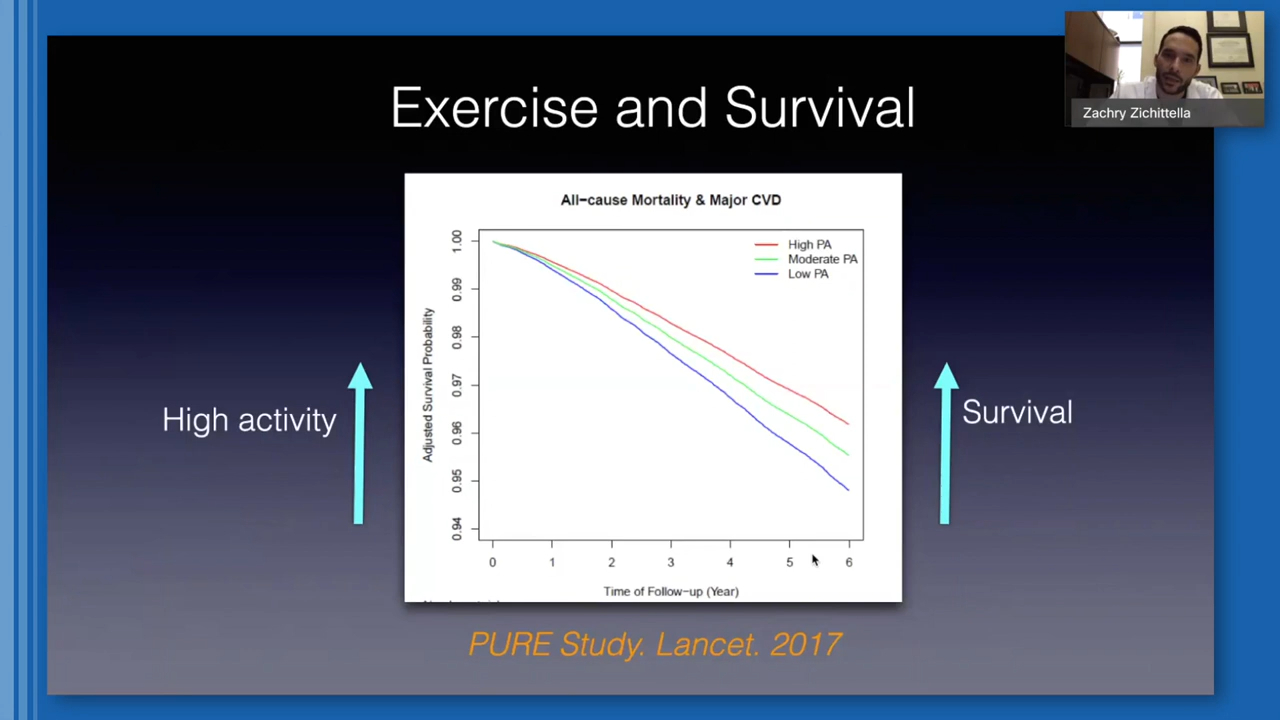 Exercise and Survival
Zachry Zichittella
All-cause Mortality & Major CVD
High PA
Moderate PA
Low PA
Adjusted Survival Probability
1.00
0.99
0.98
0.97
0.96
0.95
0.94
0 1 2 3 4 5 6
Time of Follow-up (Year)
High activity
Survival
PURE Study. Lancet. 2017